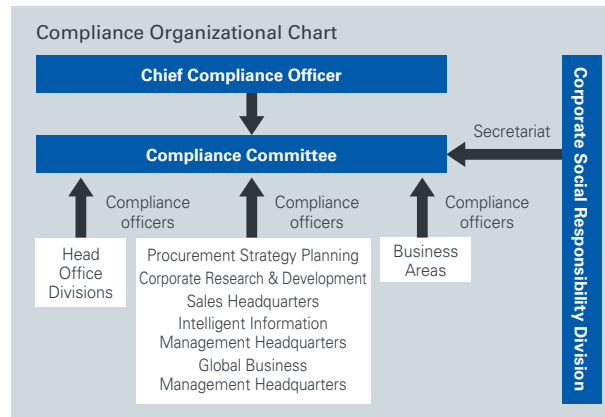 Compliance Organizational Chart
Chief Compliance Officer
Secretariat
Compliance Committee
Corporate Social Responsibility Division
Compliance
officers
Compliance
officers
Compliance
officers
Head
Office
Divisions
Procurement Strategy Planning
Corporate Research & Development
Sales Headquarters
Intelligent Information
Management Headquarters
Global Business
Management Headquarters
Business
Areas